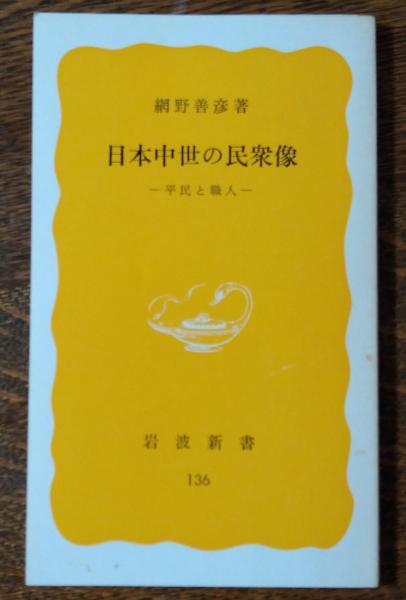 網野善彦著
日本中世の民衆像
—平民と職人—
岩波新書
136